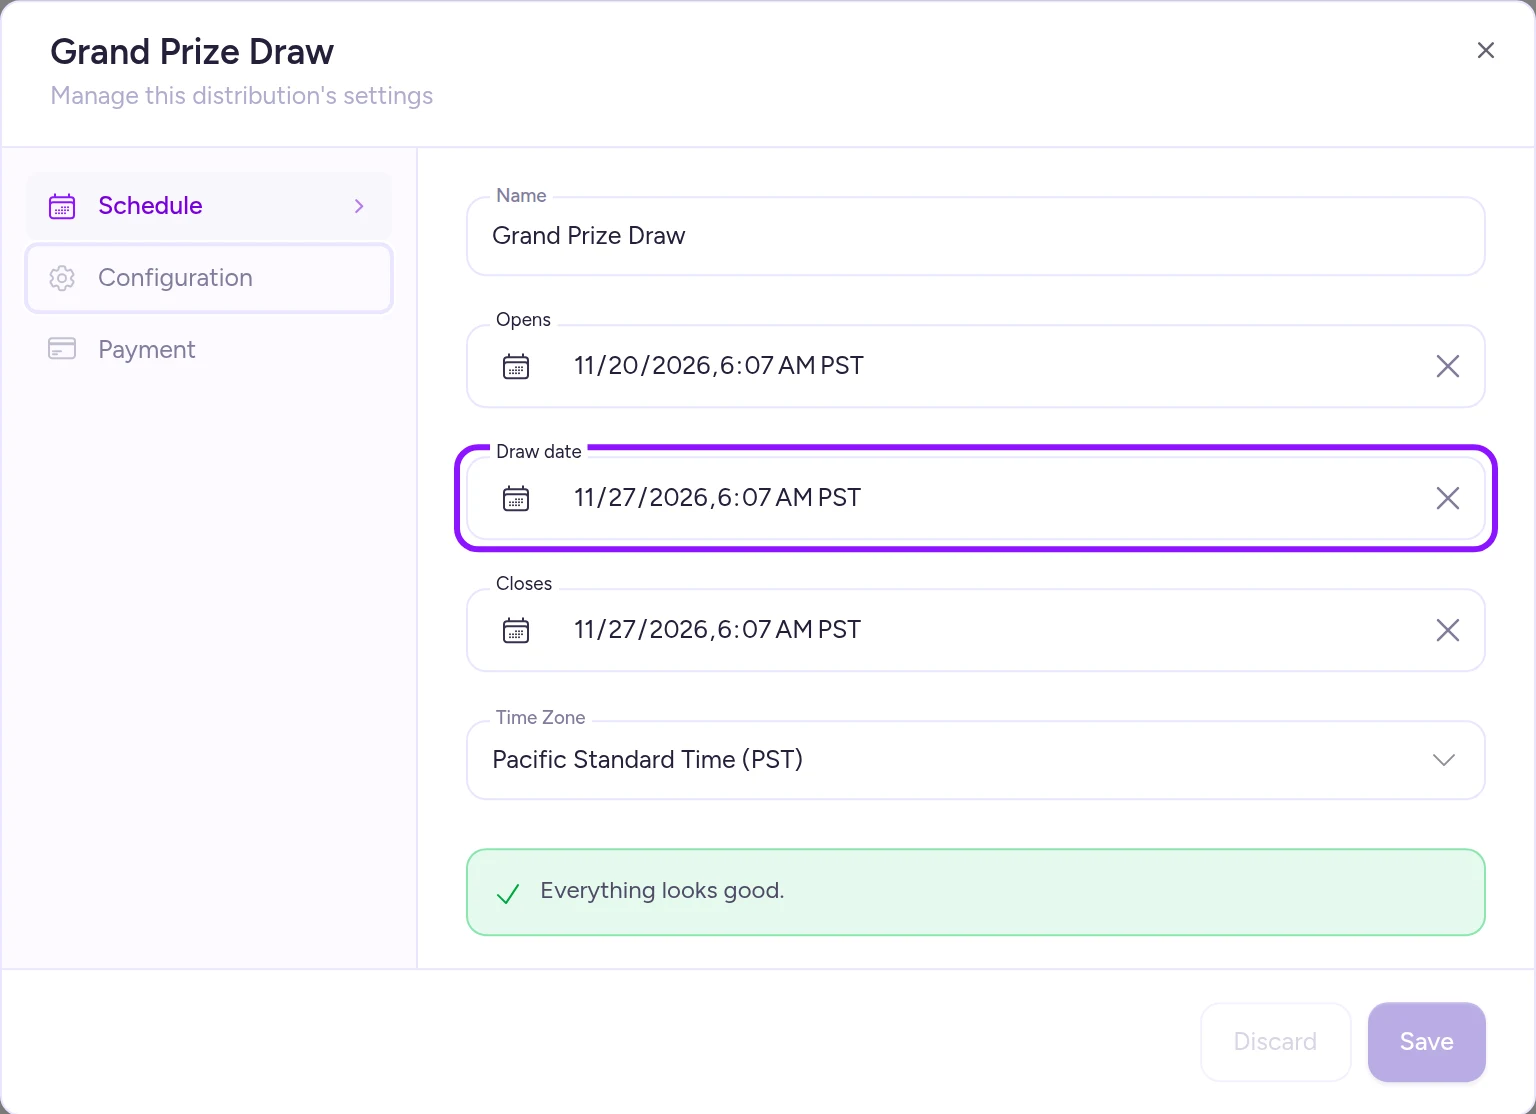 Grand Prize Draw
Manage this distribution's settings
Schedule
Configuration
Payment
Name
Grand Prize Draw
Opens
11/20/2026, 6:07 AM PST
Draw date
11/27/2026, 6:07 AM PST
Closes
11/27/2026, 6:07 AM PST
Time Zone
Pacific Standard Time (PST)
Everything looks good.
Discard
Save